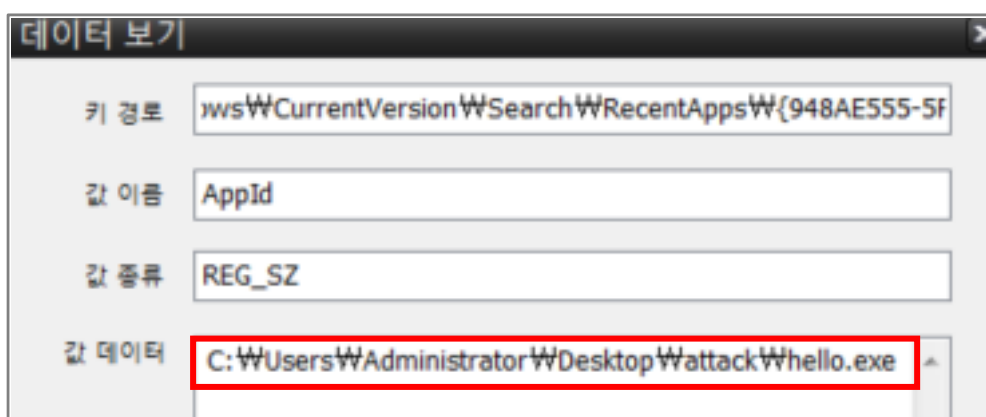 데이터 보기
키 경로 ows₩CurrentVersion₩Search₩RecentApps₩{948AE555-5F
값 이름 AppId
값 종류 REG_SZ
값 데이터 C:₩Users₩Administrator₩Desktop₩attack₩hello.exe